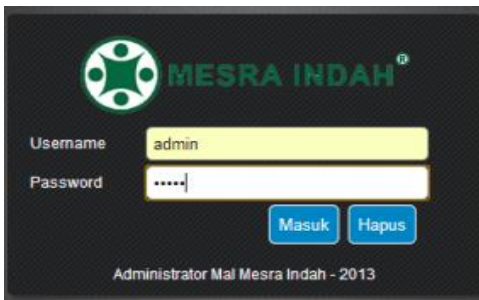 MESRA INDAH®
Username admin
Password •••••
Masuk Hapus
Administrator Mal Mesra Indah - 2013